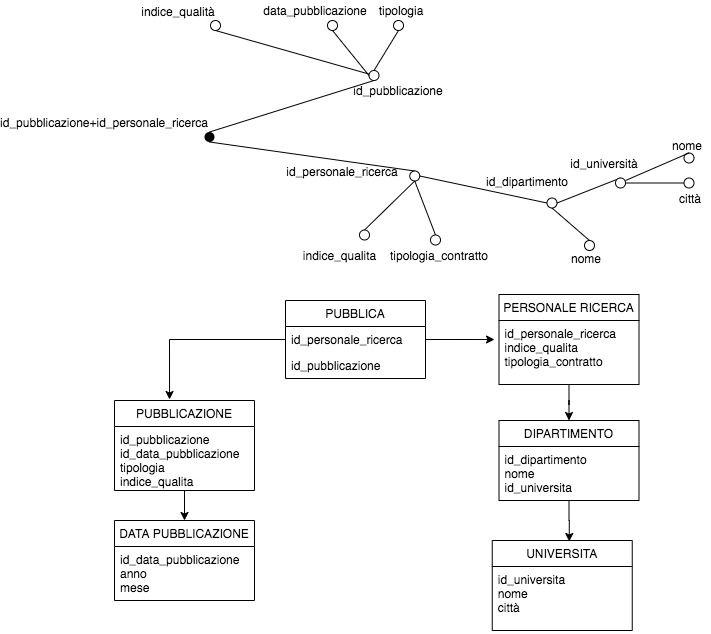 indice_qualità
data_pubblicazione
tipologia
id_pubblicazione
id_pubblicazione+id_personale_ricerca
id_personale_ricerca
id_dipartimento
id_università
nome
città
indice_qualita
tipologia_contratto
nome
PUBBLICA
id_personale_ricerca
id_pubblicazione
PERSONALE RICERCA
id_personale_ricerca
indice_qualita
tipologia_contratto
PUBBLICAZIONE
id_pubblicazione
id_data_pubblicazione
tipologia
indice_qualita
DIPARTIMENTO
id_dipartimento
nome
id_universita
DATA PUBBLICAZIONE
id_data_pubblicazione
anno
mese
UNIVERSITA
id_universita
nome
città